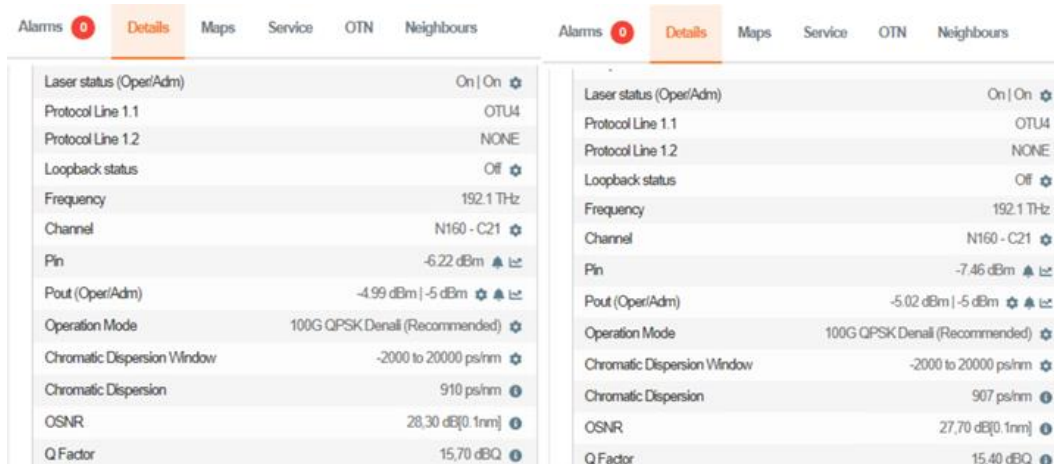 Alarms 0 Details Maps Service OTN Neighbours
Laser status (Oper/Adm) On | On
Protocol Line 1.1 OTU4
Protocol Line 1.2 NONE
Loopback status Off
Frequency 192.1 THz
Channel N160 - C21
Pin -6.22 dBm
Pout (Oper/Adm) -4.99 dBm | -5 dBm
Operation Mode 100G QPSK Denali (Recommended)
Chromatic Dispersion Window -2000 to 20000 ps/nm
Chromatic Dispersion 910 ps/nm
OSNR 28,30 dB[0.1nm]
Q Factor 15,70 dBQ
Alarms 0 Details Maps Service OTN Neighbours
Laser status (Oper/Adm) On | On
Protocol Line 1.1 OTU4
Protocol Line 1.2 NONE
Loopback status Off
Frequency 192.1 THz
Channel N160 - C21
Pin -7.46 dBm
Pout (Oper/Adm) -5.02 dBm | -5 dBm
Operation Mode 100G QPSK Denali (Recommended)
Chromatic Dispersion Window -2000 to 20000 ps/nm
Chromatic Dispersion 907 ps/nm
OSNR 27,70 dB[0.1nm]
Q Factor 15,40 dBQ